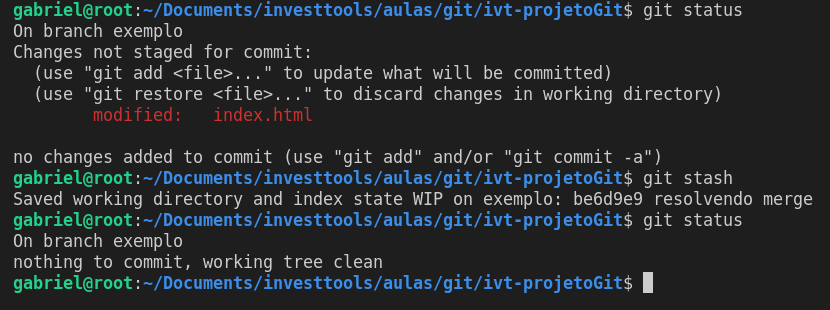 gabriel@root:~/Documents/investtools/aulas/git/ivt-projetoGit$ git status
On branch exemplo
Changes not staged for commit:
  (use "git add <file>..." to update what will be committed)
  (use "git restore <file>..." to discard changes in working directory)
        modified:   index.html

no changes added to commit (use "git add" and/or "git commit -a")
gabriel@root:~/Documents/investtools/aulas/git/ivt-projetoGit$ git stash
Saved working directory and index state WIP on exemplo: be6d9e9 resolvendo merge
gabriel@root:~/Documents/investtools/aulas/git/ivt-projetoGit$ git status
On branch exemplo
nothing to commit, working tree clean
gabriel@root:~/Documents/investtools/aulas/git/ivt-projetoGit$